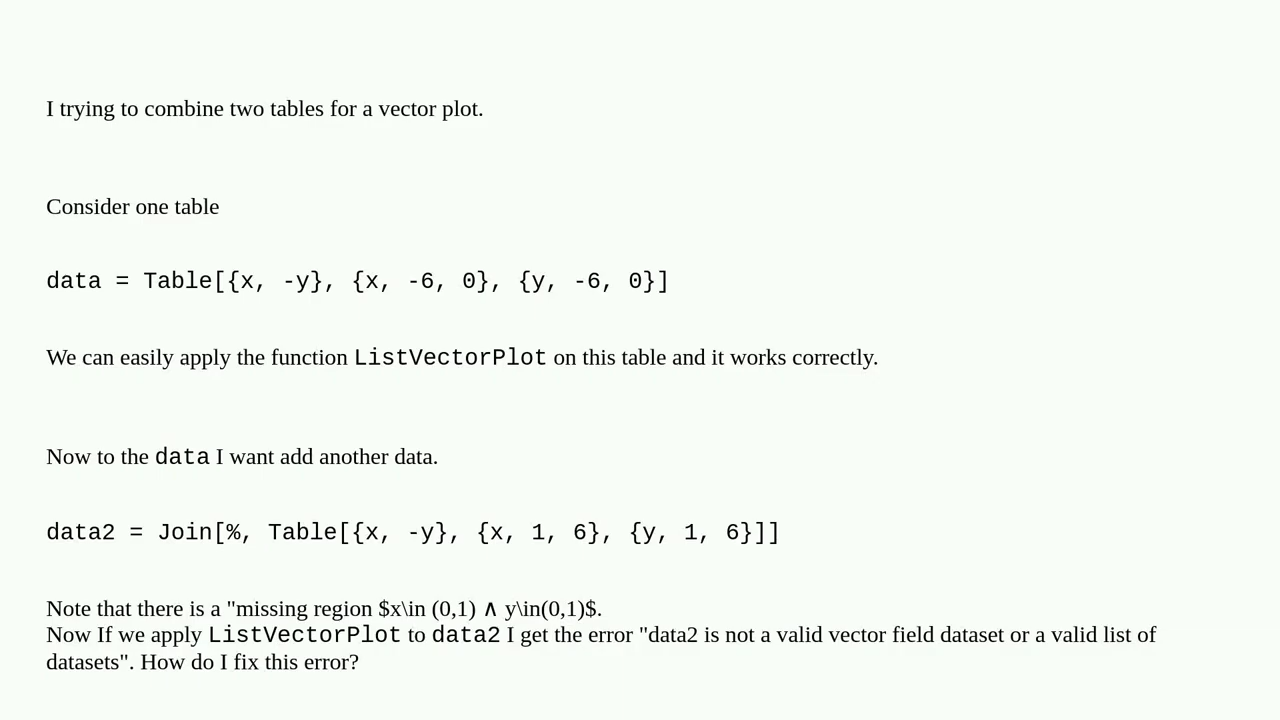 I trying to combine two tables for a vector plot.
Consider one table
data = Table[{x, -y}, {x, -6, 0}, {y, -6, 0}]
We can easily apply the function ListVectorPlot on this table and it works correctly.
Now to the data I want add another data.
data2 = Join[%, Table[{x, -y}, {x, 1, 6}, {y, 1, 6}]]
Note that there is a "missing region $x\in (0,1) ∧ y\in(0,1)$.
Now If we apply ListVectorPlot to data2 I get the error "data2 is not a valid vector field dataset or a valid list of
datasets". How do I fix this error?